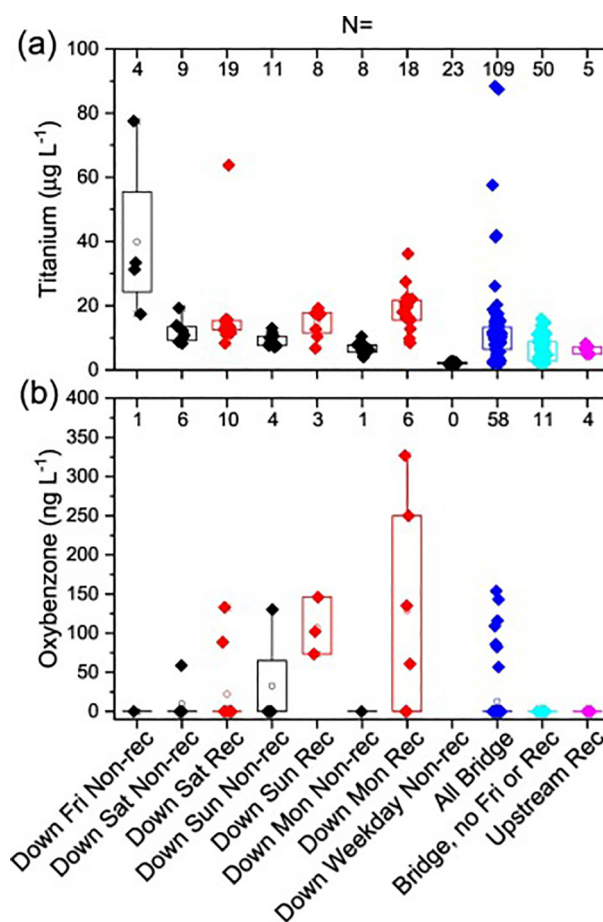 N=
(a)
4 9 19 11 8 8 18 23 109 50 5
100
80
60
40
20
0
Titanium (µg L⁻¹)
(b)
1 6 10 4 3 1 6 0 58 11 4
400
350
300
250
200
150
100
50
0
Oxybenzone (ng L⁻¹)
Down Fri Non-rec
Down Sat Non-rec
Down Sat Rec
Down Sun Non-rec
Down Sun Rec
Down Mon Non-rec
Down Mon Rec
Down Weekday Non-rec
All Bridge
Bridge, no Fri or Rec
Upstream Rec